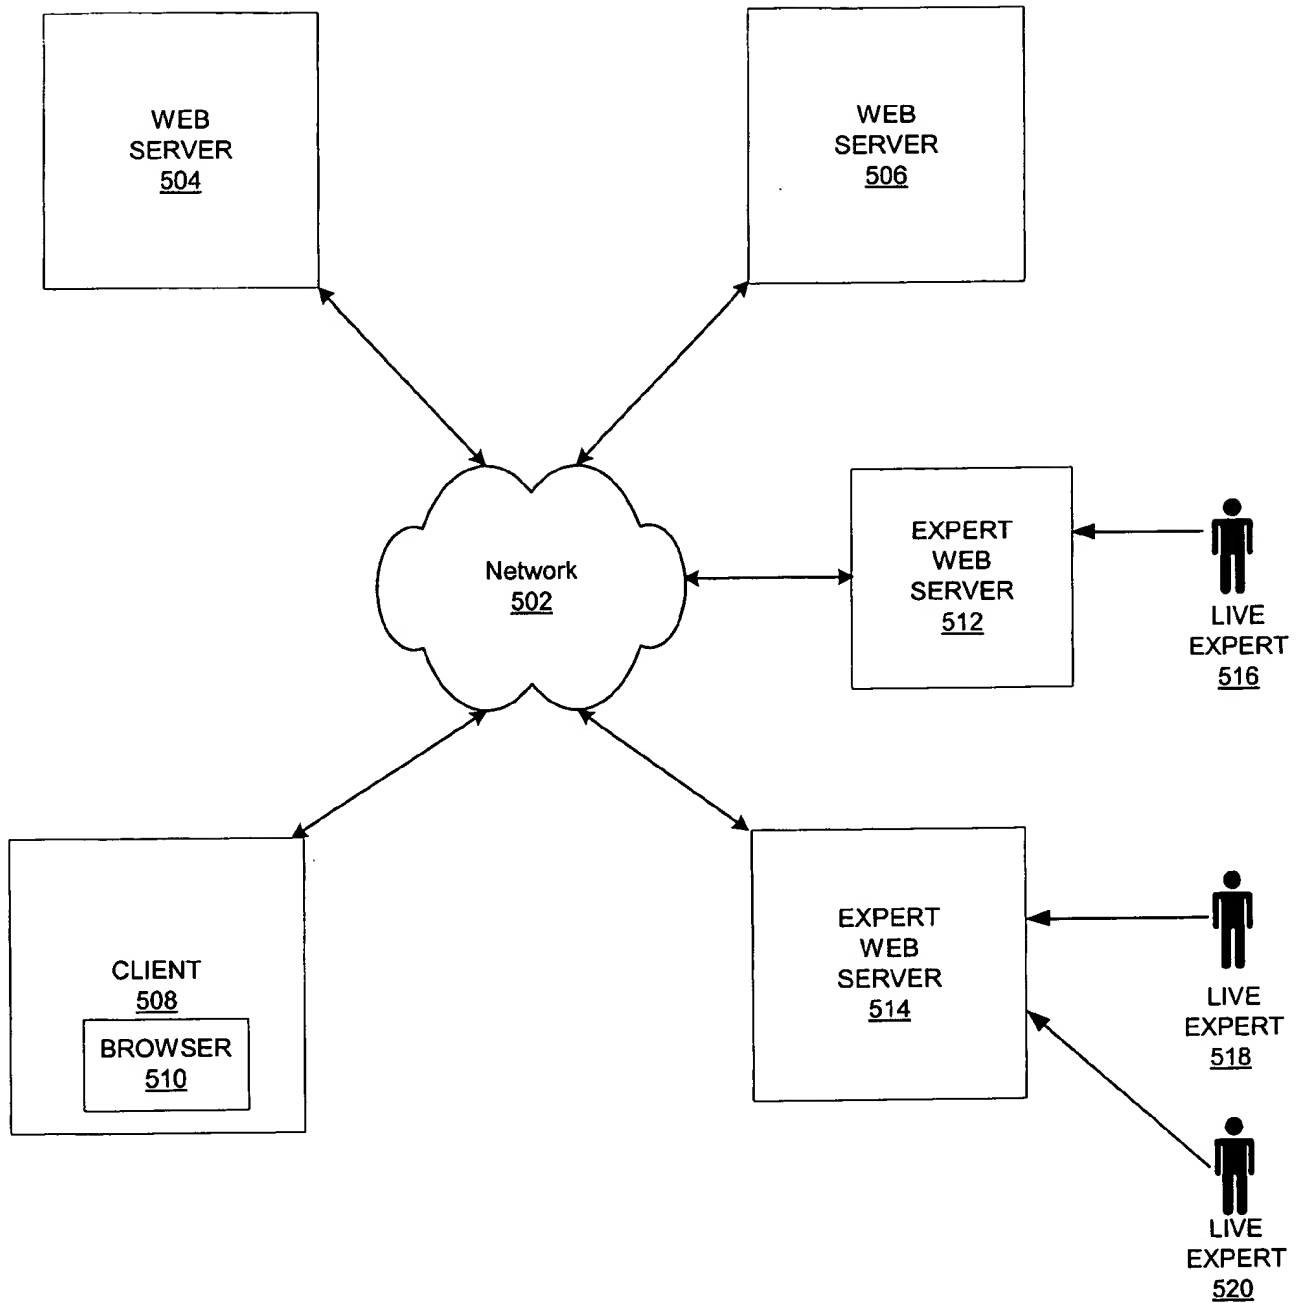 WEB
SERVER
504
WEB
SERVER
506
Network
502
EXPERT
WEB
SERVER
512
LIVE
EXPERT
516
CLIENT
508
BROWSER
510
EXPERT
WEB
SERVER
514
LIVE
EXPERT
518
LIVE
EXPERT
520